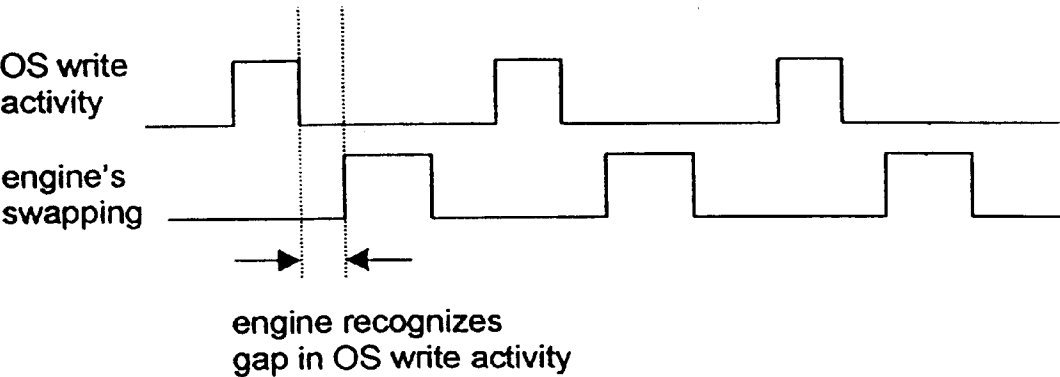 OS write
activity
engine's
swapping
engine recognizes
gap in OS write activity